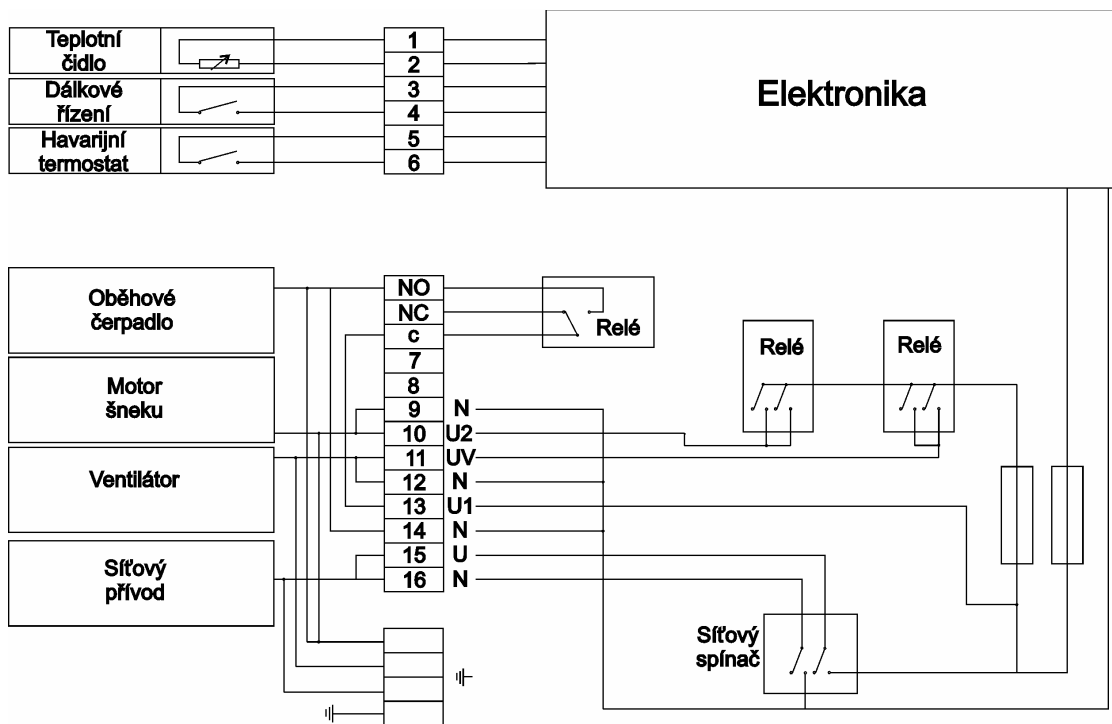 Teplotní
čidlo
1
2
Dálkové
řízení
3
4
Havarijní
termostat
5
6
Elektronika
Oběhové
čerpadlo
NO
NC
c
Relé
7
Motor
šneku
8
9 N
10 U2
Ventilátor
11 UV
12 N
13 U1
14 N
Síťový
přívod
15 U
16 N
Relé
Relé
Síťový
spínač